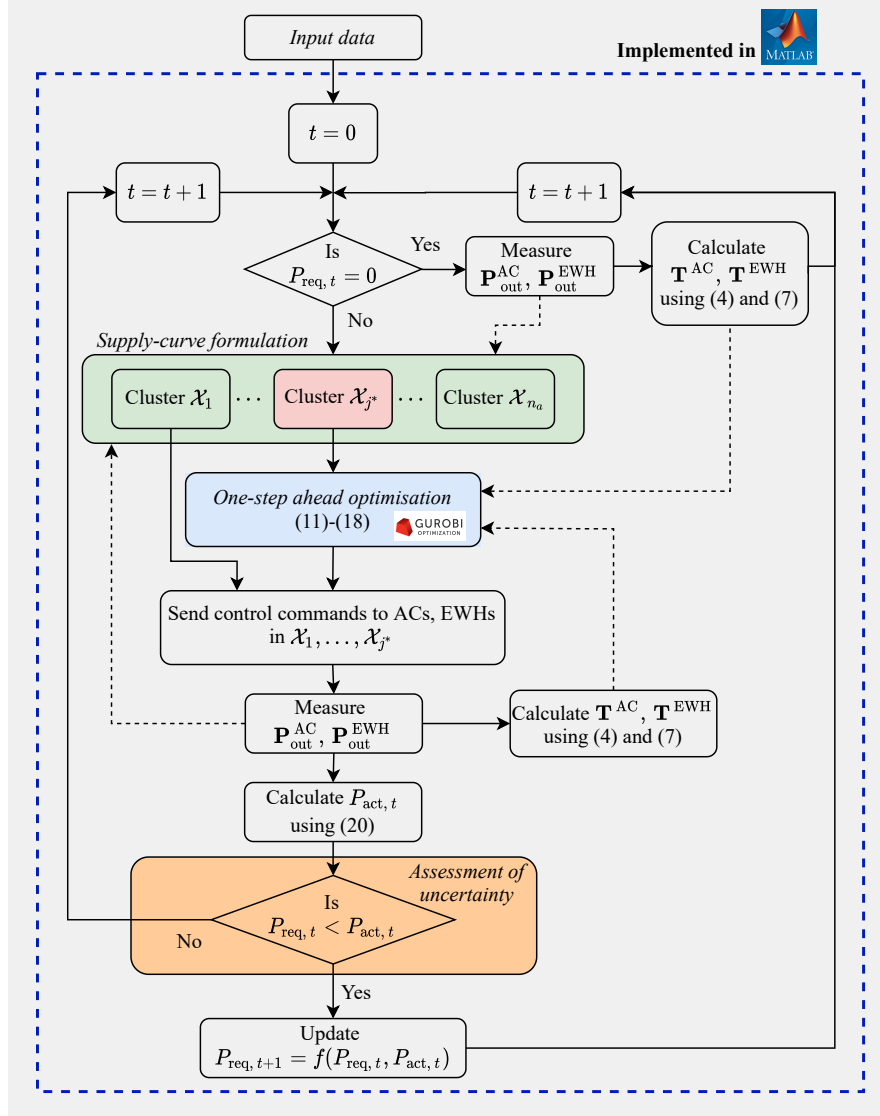 Input data
Implemented in
MATLAB
t = 0
t = t + 1
t = t + 1
Is
P_req, t = 0
Yes
No
Measure
P_out^AC, P_out^EWH
Calculate
T^AC, T^EWH
using (4) and (7)
Supply-curve formulation
Cluster 𝒳_1
···
Cluster 𝒳_j*
···
Cluster 𝒳_n_a
One-step ahead optimisation
(11)-(18)
GUROBI
OPTIMIZATION
Send control commands to ACs, EWHs
in 𝒳_1, . . . , 𝒳_j*
Measure
P_out^AC, P_out^EWH
Calculate T^AC, T^EWH
using (4) and (7)
Calculate P_act, t
using (20)
Assessment of
uncertainty
Is
P_req, t < P_act, t
No
Yes
Update
P_req, t+1 = f(P_req, t, P_act, t)